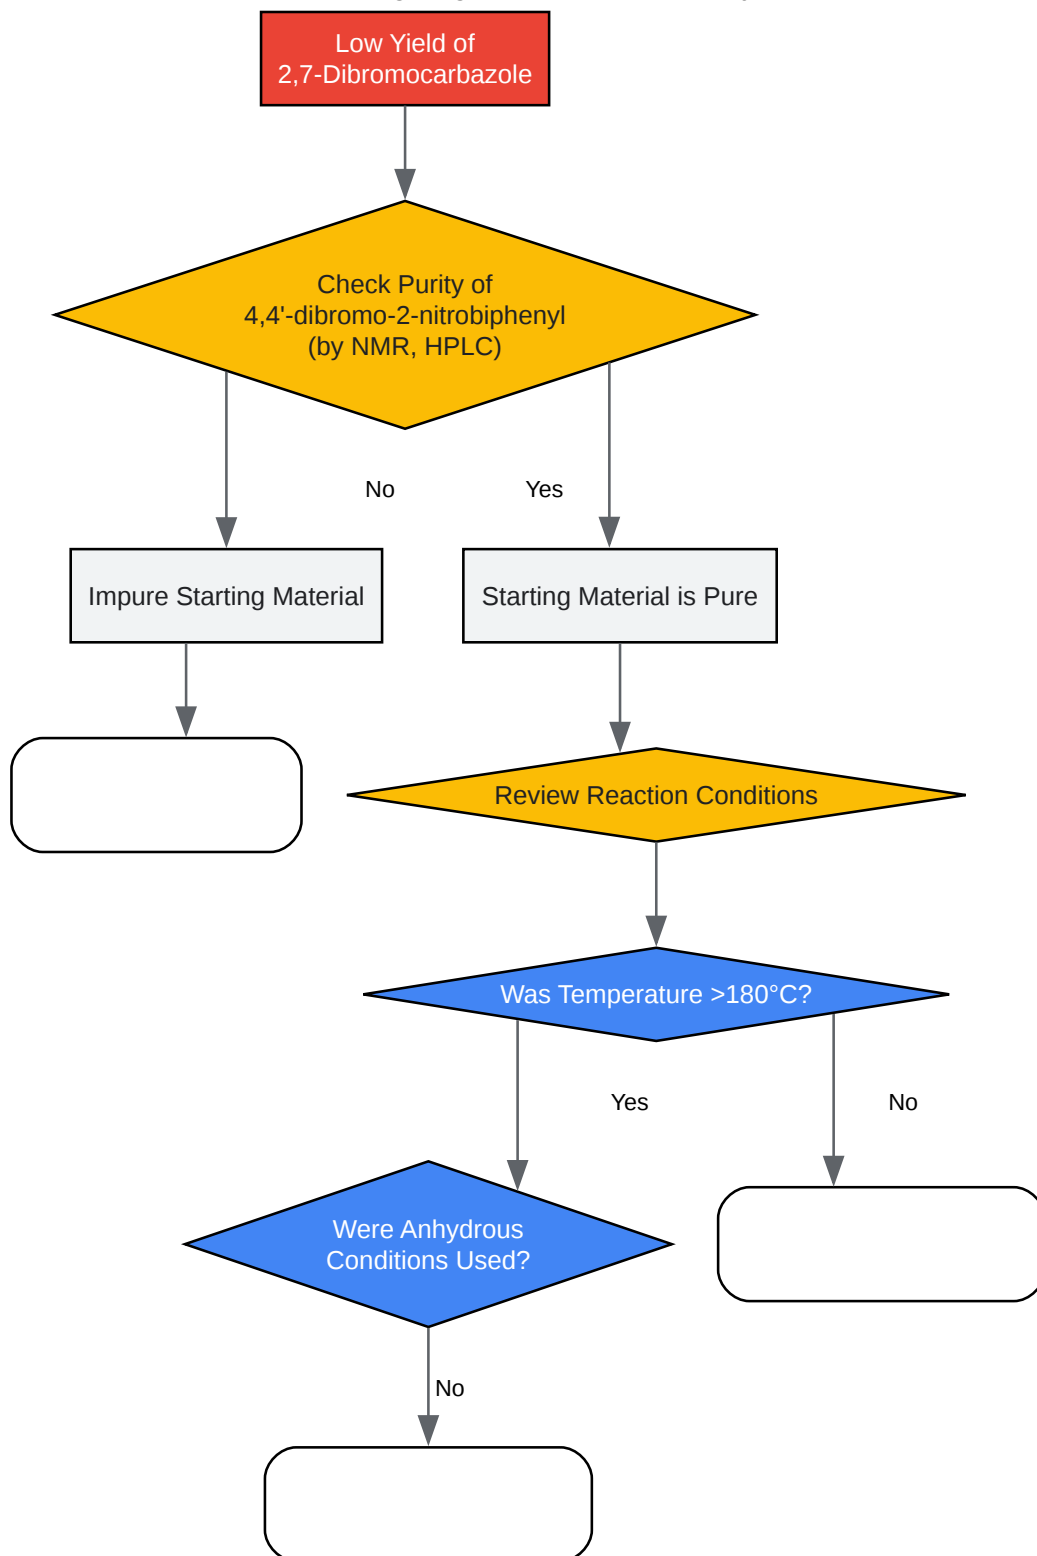 Low Yield of
2,7-Dibromocarbazole
Check Purity of
4,4'-dibromo-2-nitrobiphenyl
(by NMR, HPLC)
No
Yes
Impure Starting Material
Starting Material is Pure
Review Reaction Conditions
Was Temperature >180°C?
Yes
No
Were Anhydrous
Conditions Used?
No